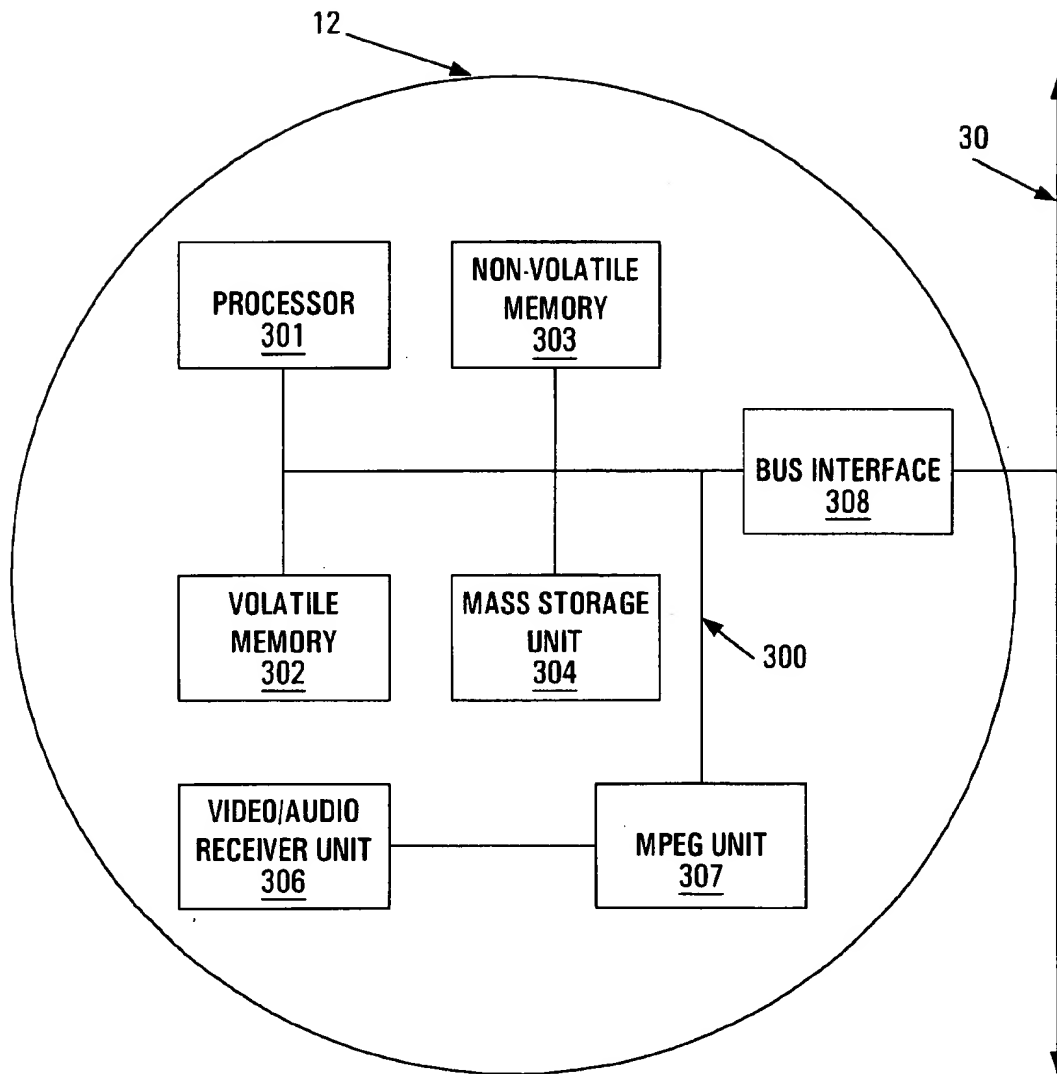 12
30
PROCESSOR
301
NON-VOLATILE
MEMORY
303
BUS INTERFACE
308
VOLATILE
MEMORY
302
MASS STORAGE
UNIT
304
300
VIDEO/AUDIO
RECEIVER UNIT
306
MPEG UNIT
307